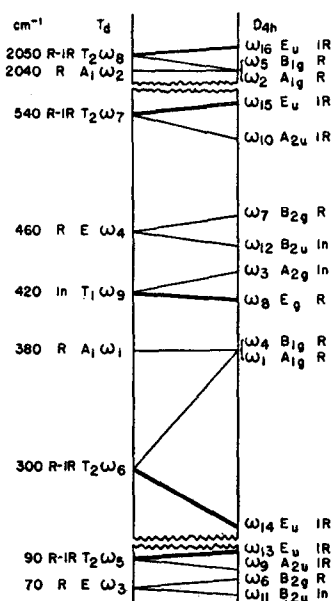 cm⁻¹ Td D4h
ω16 Eu IR
2050 R-IR T2 ω8 ω5 B1g R
2040 R A1 ω2 ω2 A1g R
ω15 Eu IR
540 R-IR T2 ω7
ω10 A2u IR
ω7 B2g R
460 R E ω4
ω12 B2u In
ω3 A2g In
420 In T1 ω9 ω8 Eg R
ω4 B1g R
380 R A1 ω1 ω1 A1g R
300 R-IR T2 ω6
ω14 Eu IR
ω13 Eu IR
90 R-IR T2 ω5 ω9 A2u IR
70 R E ω3 ω6 B2g R
ω11 B2u In